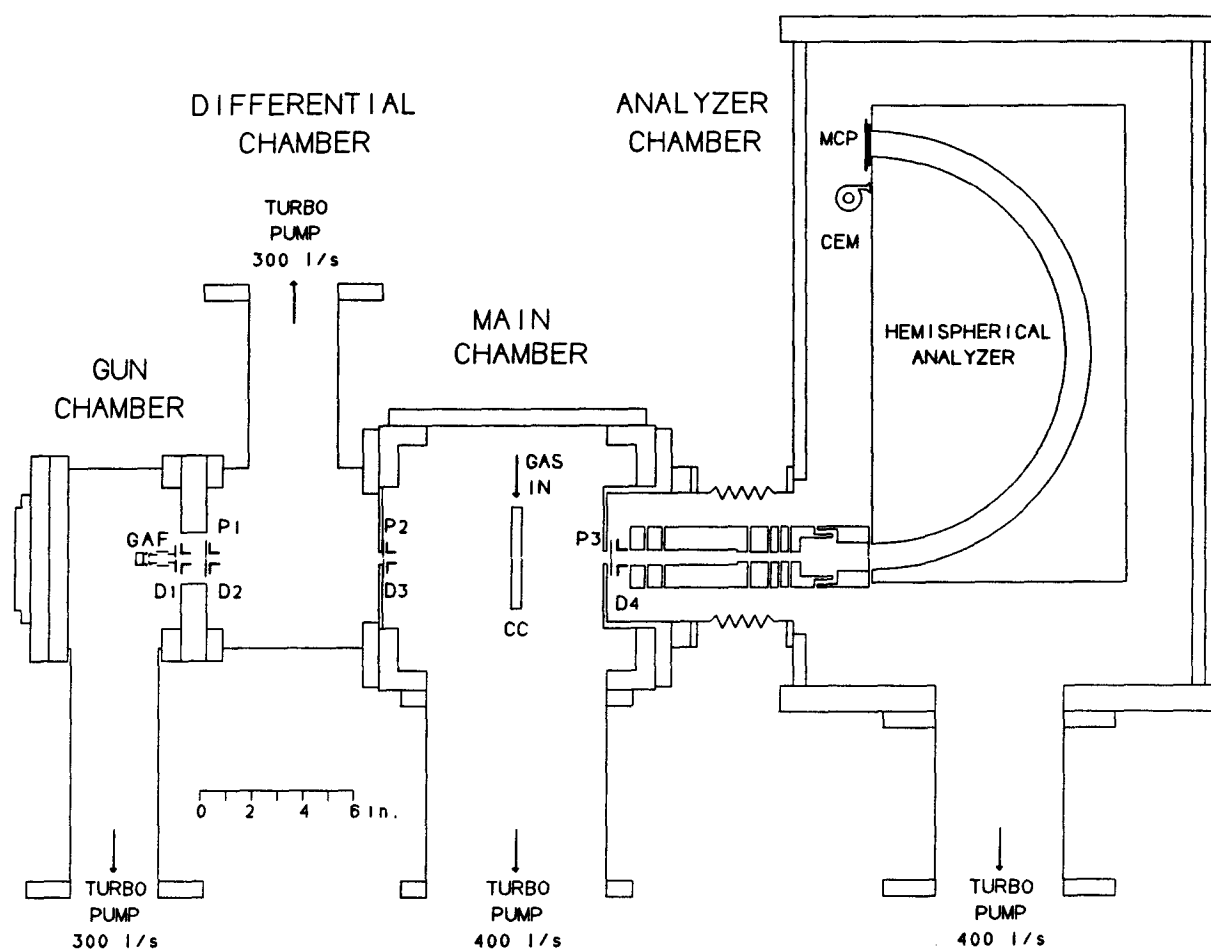 DIFFERENTIAL
CHAMBER
ANALYZER
CHAMBER
MCP
CEM
TURBO
PUMP
300 l/s
HEMISPHERICAL
ANALYZER
MAIN
CHAMBER
GUN
CHAMBER
GAS
IN
GAF
P1
P2
P3
D1
D2
D3
D4
CC
0 2 4 6 in.
TURBO
PUMP
300 l/s
TURBO
PUMP
400 l/s
TURBO
PUMP
400 l/s